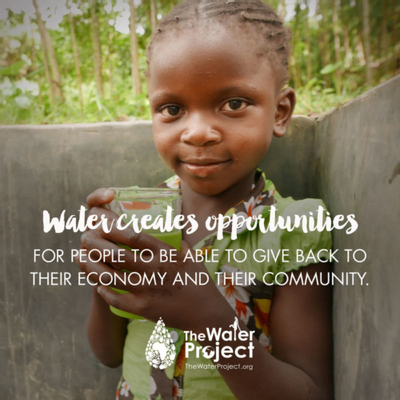 Water creates opportunities
FOR PEOPLE TO BE ABLE TO GIVE BACK TO
THEIR ECONOMY AND THEIR COMMUNITY.
The Water
Project
TheWaterProject.org